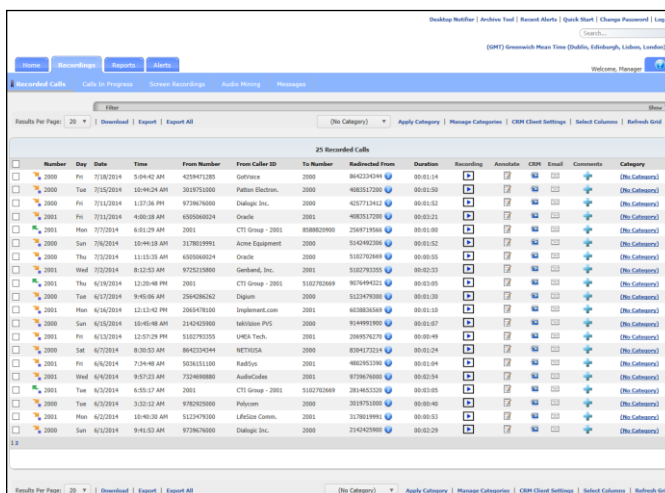 Desktop Notifier | Archive Tool | Recent Alerts | Quick Start | Change Password | Log
Search...
(GMT) Greenwich Mean Time (Dublin, Edinburgh, Lisbon, London)
Home Recordings Reports Alerts Welcome, Manager
Recorded Calls Calls In Progress Screen Recordings Audio Mining Messages
Filter Show
Results Per Page: 20 | Download | Export | Export All (No Category) Apply Category | Manage Categories | CRM Client Settings | Select Columns | Refresh Grid
25 Recorded Calls
Number Day Date Time From Number From Caller ID To Number Redirected From Duration Recording Annotate CRM Email Comments Category
2000 Fri 7/18/2014 5:04:42 AM 4259471285 GotVoice 2000 8642334244 00:01:14 (No Category)
2000 Tue 7/15/2014 10:44:24 AM 3019751000 Patton Electron. 2000 4083517200 00:01:50 (No Category)
2000 Fri 7/11/2014 1:37:36 PM 9739676000 Dialogic Inc. 2000 4257713412 00:01:52 (No Category)
2001 Fri 7/11/2014 4:00:18 AM 6505060024 Oracle 2001 4083517200 00:03:21 (No Category)
2001 Mon 7/7/2014 6:01:29 AM 2001 CTI Group - 2001 8588820900 2569719566 00:01:00 (No Category)
2000 Sun 7/6/2014 10:44:18 AM 3178019991 Acme Equipment 2000 5142402306 00:01:52 (No Category)
2000 Thu 7/3/2014 11:15:35 AM 6505060024 Oracle 2000 5102702669 00:00:55 (No Category)
2001 Wed 7/2/2014 8:12:53 AM 9725215800 Genband, Inc. 2001 5102793355 00:02:33 (No Category)
2001 Thu 6/19/2014 12:20:48 PM 2001 CTI Group - 2001 5102702669 9076494321 00:03:05 (No Category)
2000 Tue 6/17/2014 9:45:06 AM 2564286262 Digium 2000 5123479300 00:01:30 (No Category)
2001 Mon 6/16/2014 12:13:42 PM 2065478100 Implement.com 2001 6038836569 00:01:10 (No Category)
2000 Sun 6/15/2014 10:45:48 AM 2142425900 tekVizion PVS 2000 9144991900 00:01:07 (No Category)
2001 Fri 6/13/2014 12:57:29 PM 5102793355 U4EA Tech. 2001 2069576270 00:00:49 (No Category)
2000 Sat 6/7/2014 8:30:53 AM 8642334344 NETXUSA 2000 8304173214 00:01:24 (No Category)
2001 Fri 6/6/2014 7:34:48 AM 5036151100 RadiSys 2001 4802953390 00:01:04 (No Category)
2001 Wed 6/4/2014 9:57:23 AM 7324690880 AudioCodes 2001 9739676000 00:02:54 (No Category)
2001 Tue 6/3/2014 6:55:17 AM 2001 CTI Group - 2001 5102702669 2814653320 00:03:05 (No Category)
2000 Tue 6/3/2014 3:32:12 AM 9782925000 Polycom 2000 3019751000 00:00:40 (No Category)
2001 Mon 6/2/2014 10:40:30 AM 5123479300 LifeSize Comm. 2001 3178019991 00:00:53 (No Category)
2000 Sun 6/1/2014 9:41:53 AM 9739676000 Dialogic Inc. 2000 2142425900 00:02:29 (No Category)
1 2
Results Per Page: 20 | Download | Export | Export All (No Category) Apply Category | Manage Categories | CRM Client Settings | Select Columns | Refresh Grid